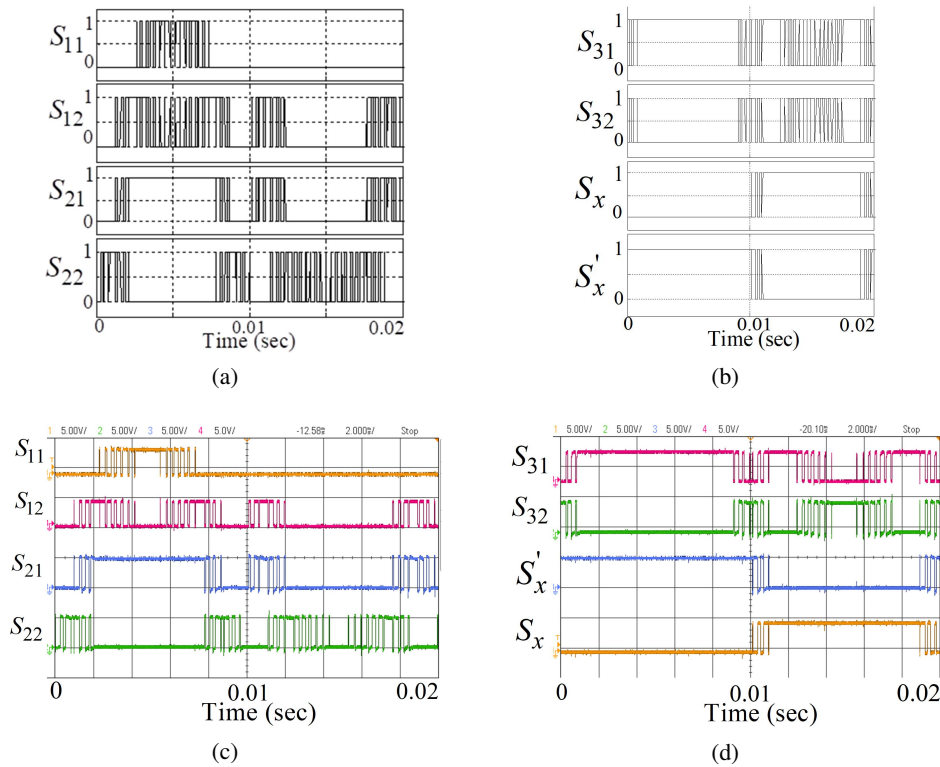 S11 1 0
S12 1 0
S21 1 0
S22 1 0
0 0.01 0.02
Time (sec)
(a)
S31 1 0
S32 1 0
Sx 1 0
S'x 1 0
0 0.01 0.02
Time (sec)
(b)
1 5.00V/ 2 5.00V/ 3 5.00V/ 4 5.0V/ 2.000s/ Stop
S11
S12
S21
S22
0 0.01 0.02
Time (sec)
(c)
1 5.00V/ 2 5.00V/ 3 5.00V/ 4 5.0V/ 2.000s/ Stop
S31
S32
S'x
Sx
0 0.01 0.02
Time (sec)
(d)